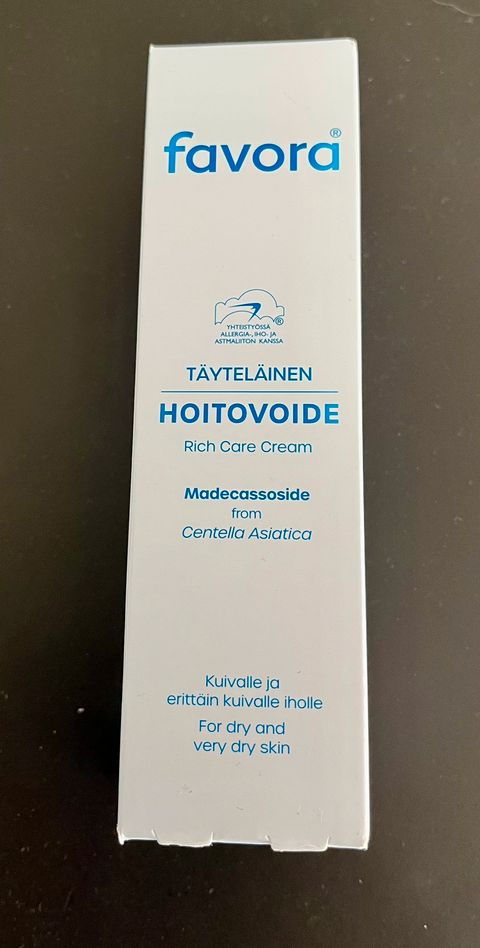 favora®
YHTEISTYÖSSÄ
ALLERGIA-, IHO- JA
ASTMALIITON KANSSA
®
TÄYTELÄINEN
HOITOVOIDE
Rich Care Cream
Madecassoside
from
Centella Asiatica
Kuivalle ja
erittäin kuivalle iholle
For dry and
very dry skin